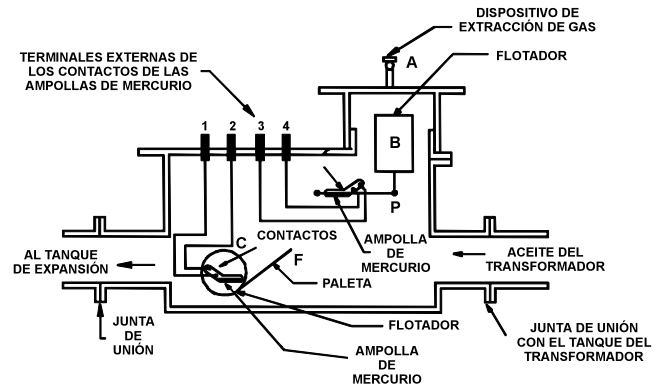 DISPOSITIVO DE
EXTRACCIÓN DE GAS
A
FLOTADOR
TERMINALES EXTERNAS DE
LOS CONTACTOS DE LAS
AMPOLLAS DE MERCURIO
1 2 3 4
B
P
AMPOLLA
DE
MERCURIO
C
CONTACTOS
F
PALETA
AL TANQUE
DE EXPANSIÓN
ACEITE DEL
TRANSFORMADOR
JUNTA
DE
UNIÓN
FLOTADOR
AMPOLLA
DE
MERCURIO
JUNTA DE UNIÓN
CON EL TANQUE DEL
TRANSFORMADOR